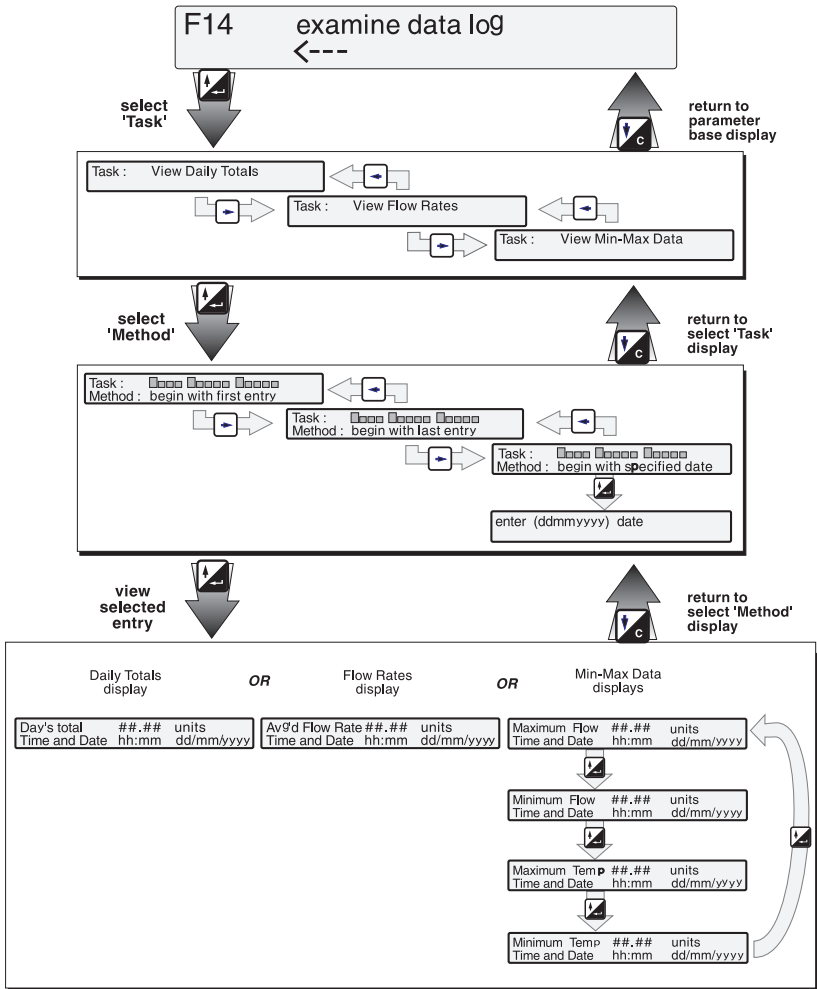 F14 examine data log
<---
select
'Task'
return to
parameter
base display
C
Task : View Daily Totals
Task : View Flow Rates
Task : View Min-Max Data
select
'Method'
return to
select 'Task'
display
C
Task :
Method : begin with first entry
Task :
Method : begin with last entry
Task :
Method : begin with specified date
enter (ddmmyyyy) date
view
selected
entry
return to
select 'Method'
display
C
Daily Totals
display
OR
Flow Rates
display
OR
Min-Max Data
displays
Day's total ##.## units
Time and Date hh:mm dd/mm/yyyy
Av9'd Flow Rate ##.## units
Time and Date hh:mm dd/mm/yyyy
Maximum Flow ##.## units
Time and Date hh:mm dd/mm/yyyy
Minimum Flow ##.## units
Time and Date hh:mm dd/mm/yyyy
Maximum Temp ##.## units
Time and Date hh:mm dd/mm/yyyy
Minimum Temp ##.## units
Time and Date hh:mm dd/mm/yyyy